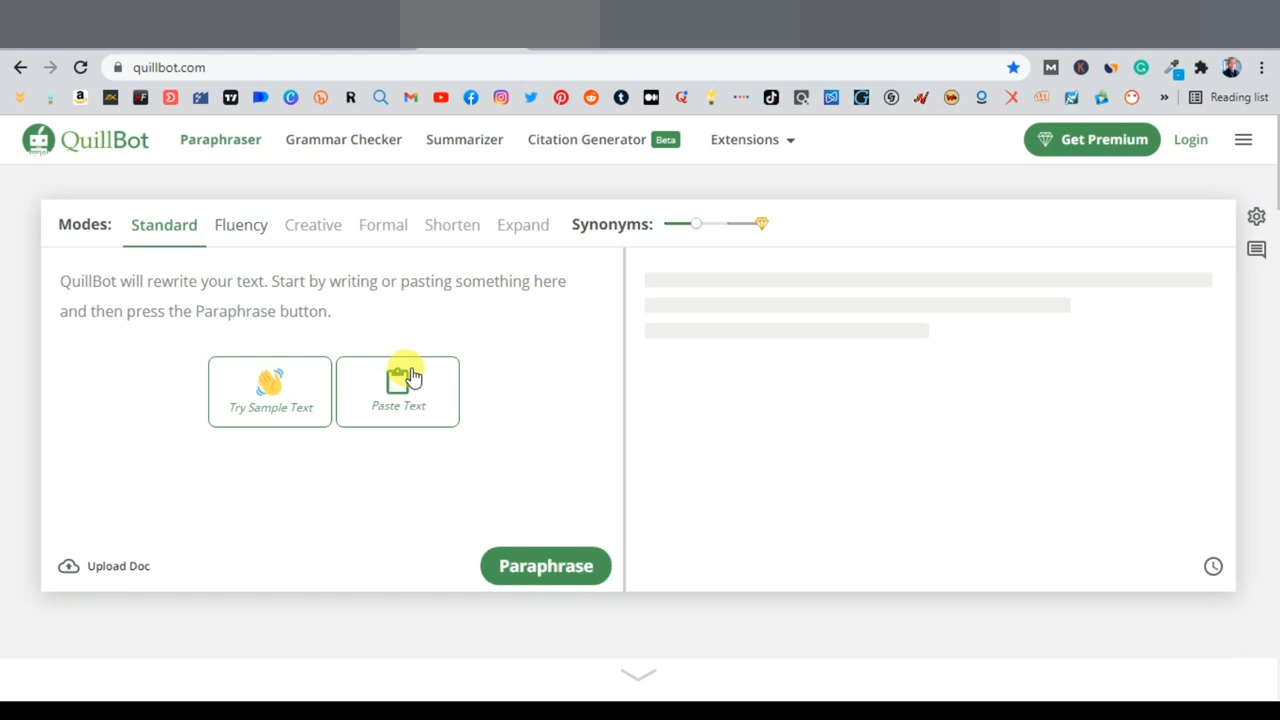 quillbot.com
Reading list
QuillBot Paraphraser Grammar Checker Summarizer Citation Generator Beta Extensions Get Premium Login
Modes: Standard Fluency Creative Formal Shorten Expand Synonyms:
QuillBot will rewrite your text. Start by writing or pasting something here
and then press the Paraphrase button.
Try Sample Text Paste Text
Upload Doc Paraphrase